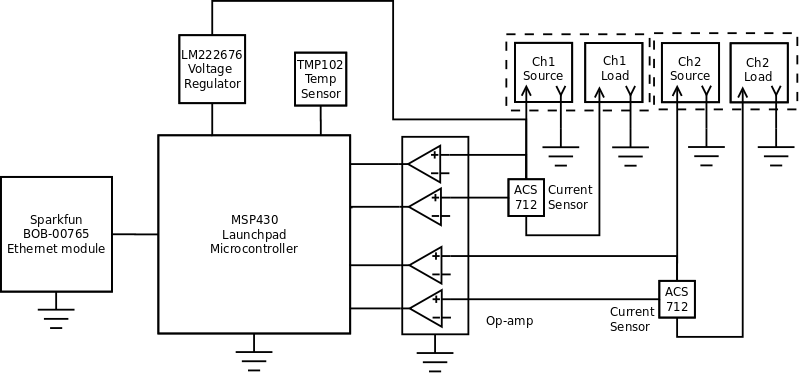 LM222676
Voltage
Regulator
TMP102
Temp
Sensor
Ch1
Source
Ch1
Load
Ch2
Source
Ch2
Load
Sparkfun
BOB-00765
Ethernet module
MSP430
Launchpad
Microcontroller
+
−
+
−
+
−
+
−
ACS
712
Current
Sensor
ACS
712
Current
Sensor
Op-amp